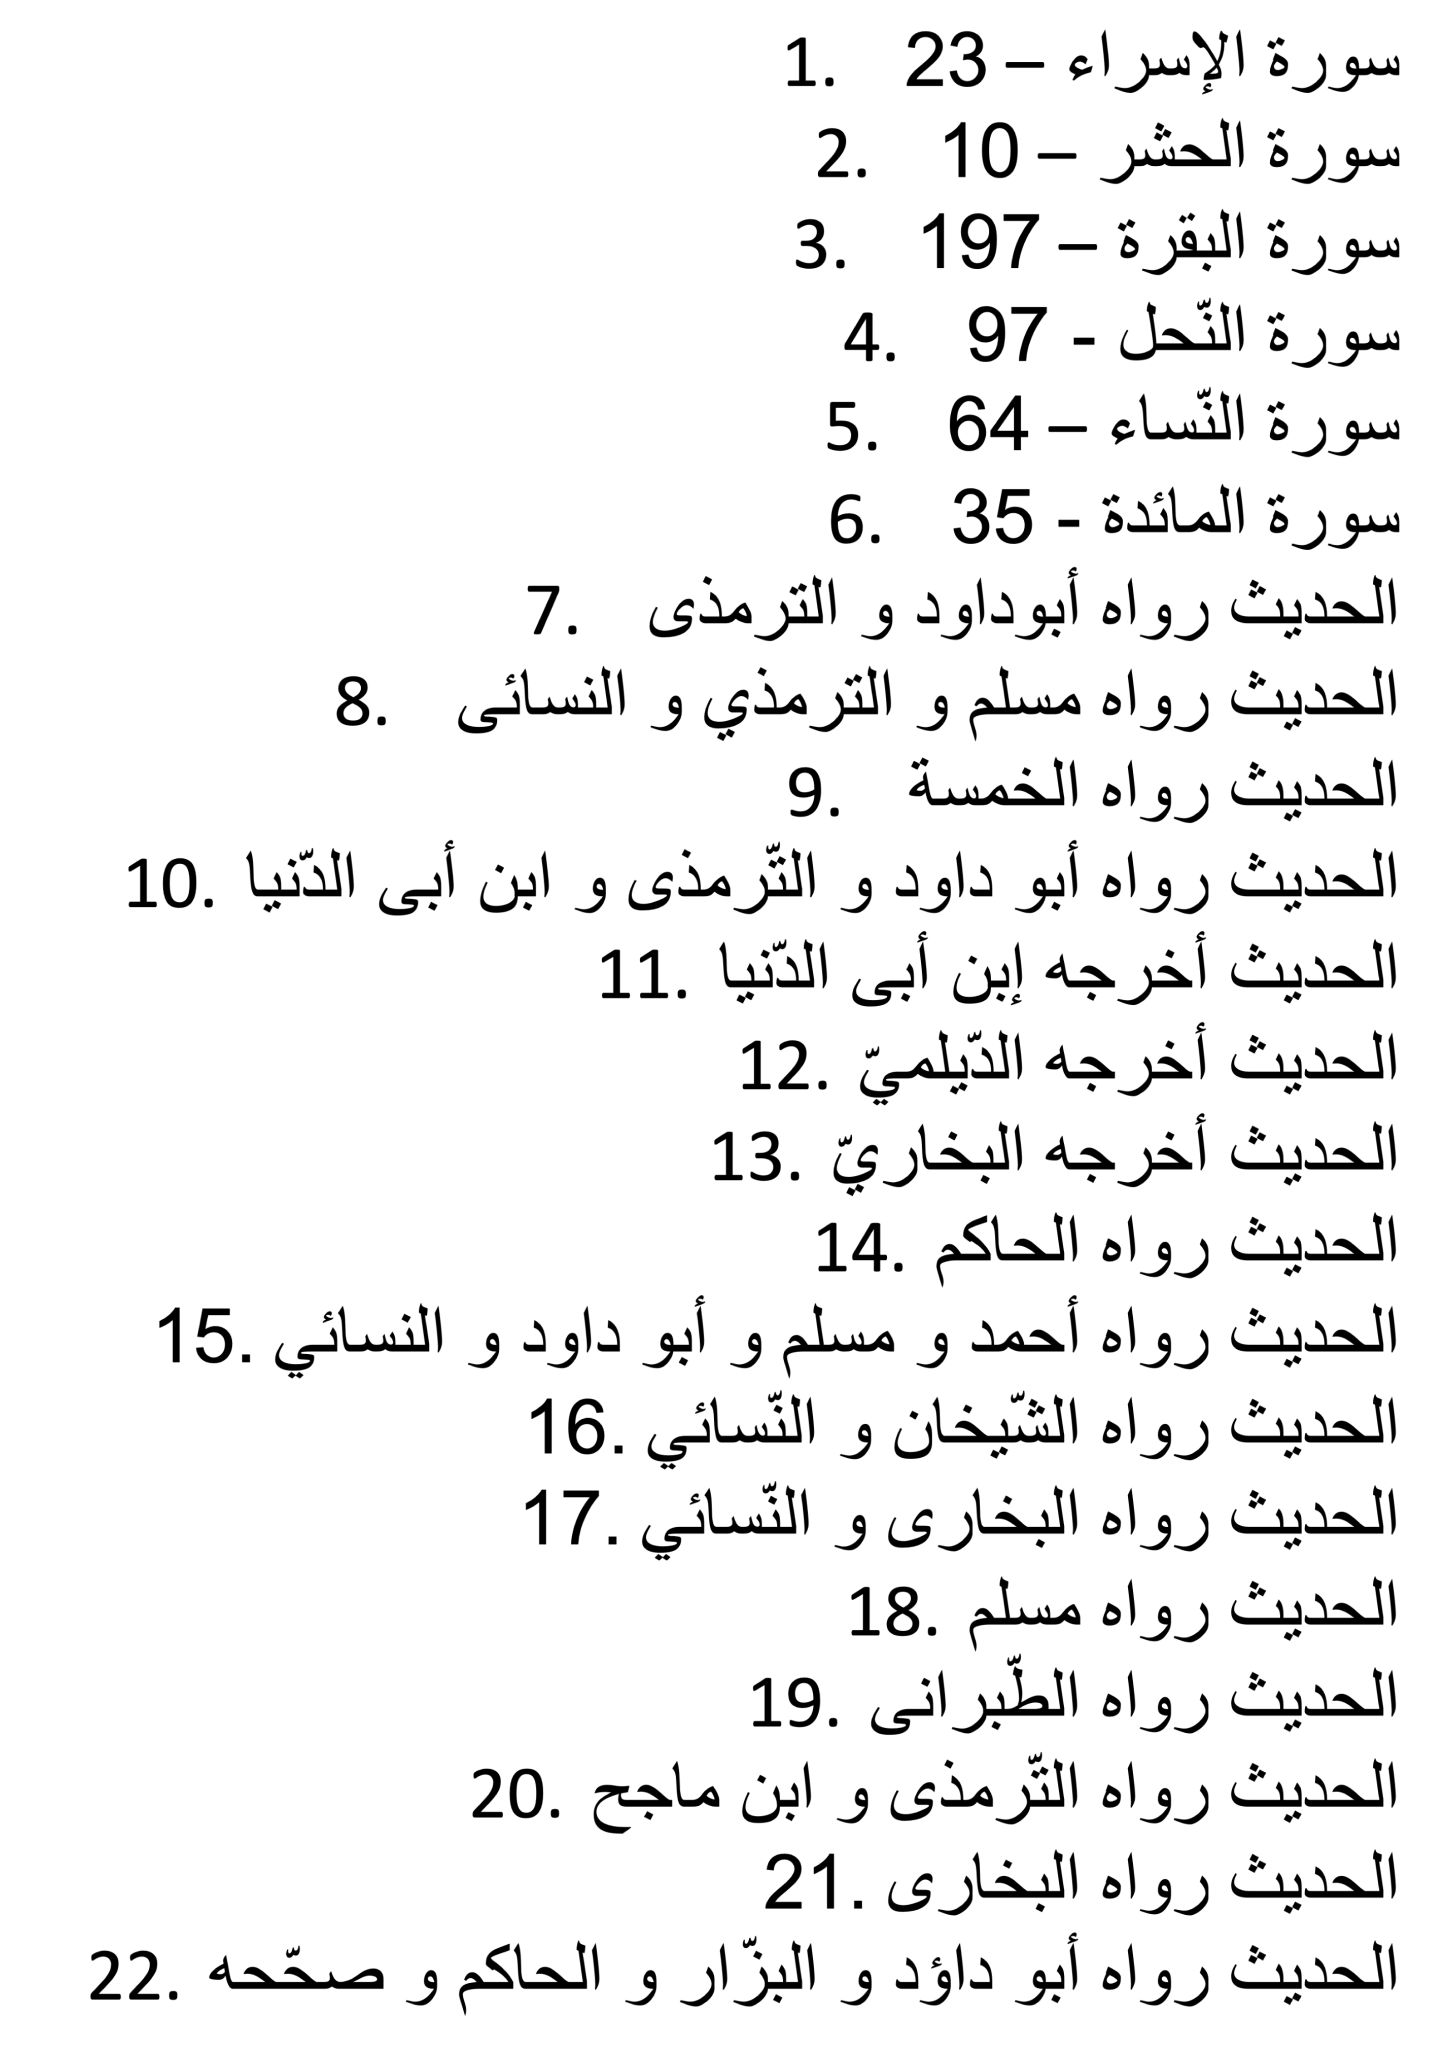 سورة الإسراء – 23 .1
سورة الحشر – 10 .2
سورة البقرة – 197 .3
سورة النّحل - 97 .4
سورة النّساء – 64 .5
سورة المائدة - 35 .6
الحديث رواه أبوداود و الترمذى .7
الحديث رواه مسلم و الترمذي و النسائى .8
الحديث رواه الخمسة .9
الحديث رواه أبو داود و التّرمذى و ابن أبى الدّنيا .10
الحديث أخرجه إبن أبى الدّنيا .11
الحديث أخرجه الدّيلميّ .12
الحديث أخرجه البخاريّ .13
الحديث رواه الحاكم .14
الحديث رواه أحمد و مسلم و أبو داود و النسائي .15
الحديث رواه الشّيخان و النّسائي .16
الحديث رواه البخارى و النّسائي .17
الحديث رواه مسلم .18
الحديث رواه الطّبرانى .19
الحديث رواه التّرمذى و ابن ماجح .20
الحديث رواه البخارى .21
الحديث رواه أبو داؤد و البزّار و الحاكم و صحّحه .22